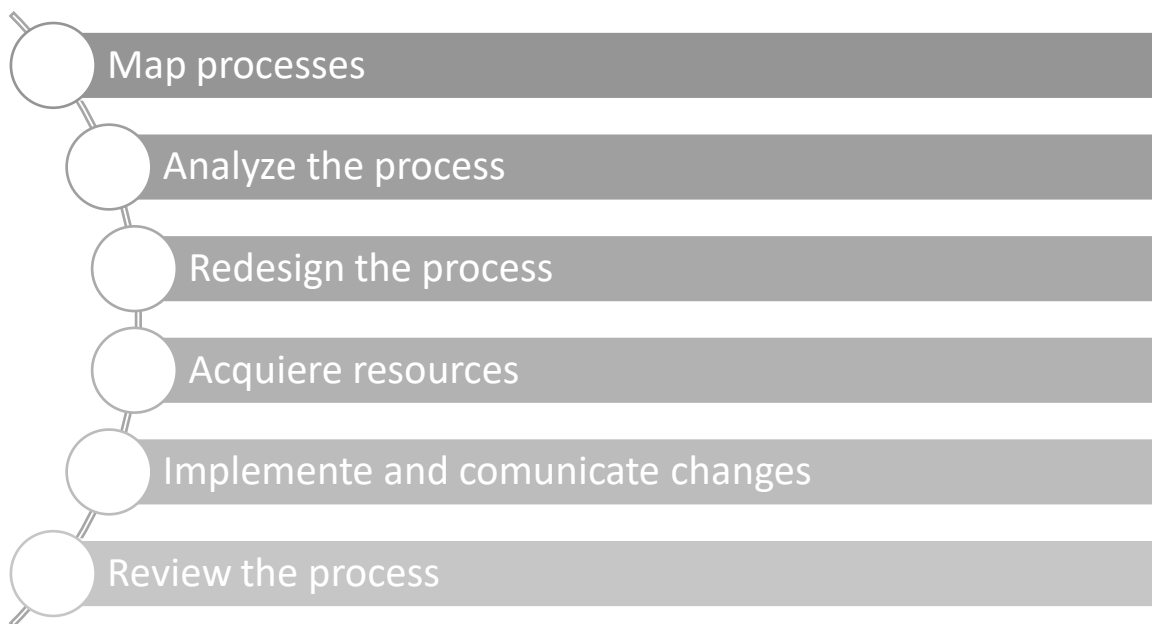 Map processes
Analyze the process
Redesign the process
Acquiere resources
Implemente and comunicate changes
Review the process